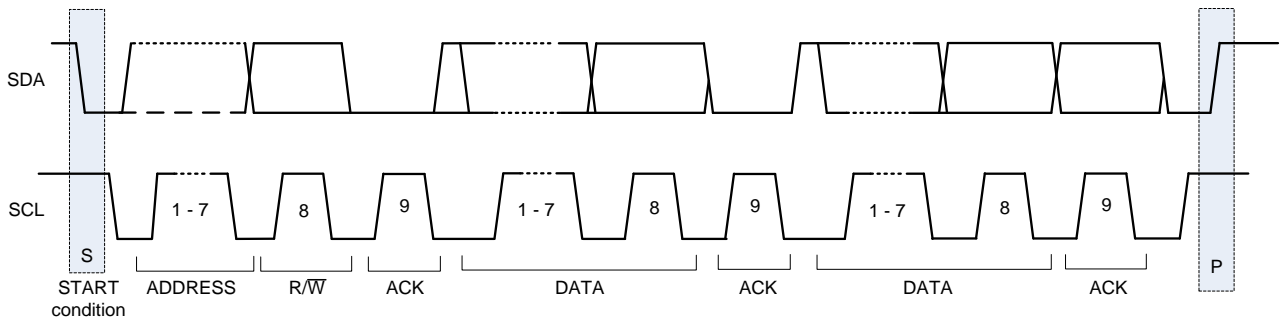 SDA
SCL
1 - 7
8
9
1 - 7
8
9
1 - 7
8
9
S
P
START
condition
ADDRESS
R/W̅
ACK
DATA
ACK
DATA
ACK